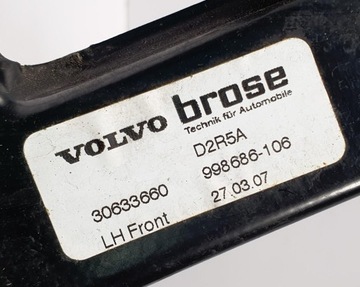 VOLVO brose
Technik für Automobile
D2R5A
30633660 998686-106
LH Front 27.03.07